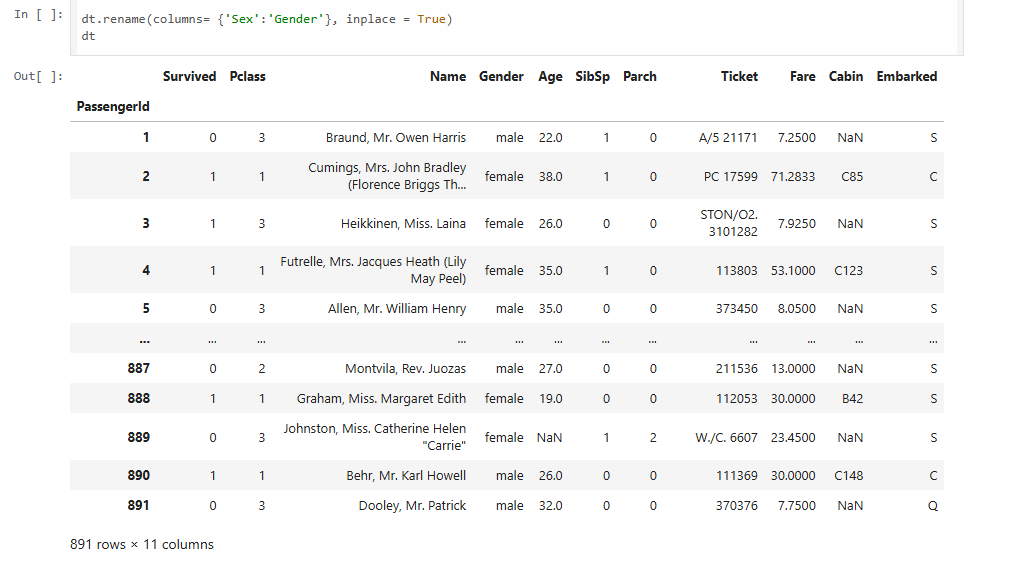 In [ ]: dt.rename(columns= {'Sex':'Gender'}, inplace = True)
dt
Out[ ]:
Survived Pclass Name Gender Age SibSp Parch Ticket Fare Cabin Embarked
PassengerId
1 0 3 Braund, Mr. Owen Harris male 22.0 1 0 A/5 21171 7.2500 NaN S
2 1 1 Cumings, Mrs. John Bradley (Florence Briggs Th... female 38.0 1 0 PC 17599 71.2833 C85 C
3 1 3 Heikkinen, Miss. Laina female 26.0 0 0 STON/O2. 3101282 7.9250 NaN S
4 1 1 Futrelle, Mrs. Jacques Heath (Lily May Peel) female 35.0 1 0 113803 53.1000 C123 S
5 0 3 Allen, Mr. William Henry male 35.0 0 0 373450 8.0500 NaN S
... ... ... ... ... ... ... ... ... ... ... ...
887 0 2 Montvila, Rev. Juozas male 27.0 0 0 211536 13.0000 NaN S
888 1 1 Graham, Miss. Margaret Edith female 19.0 0 0 112053 30.0000 B42 S
889 0 3 Johnston, Miss. Catherine Helen "Carrie" female NaN 1 2 W./C. 6607 23.4500 NaN S
890 1 1 Behr, Mr. Karl Howell male 26.0 0 0 111369 30.0000 C148 C
891 0 3 Dooley, Mr. Patrick male 32.0 0 0 370376 7.7500 NaN Q
891 rows × 11 columns